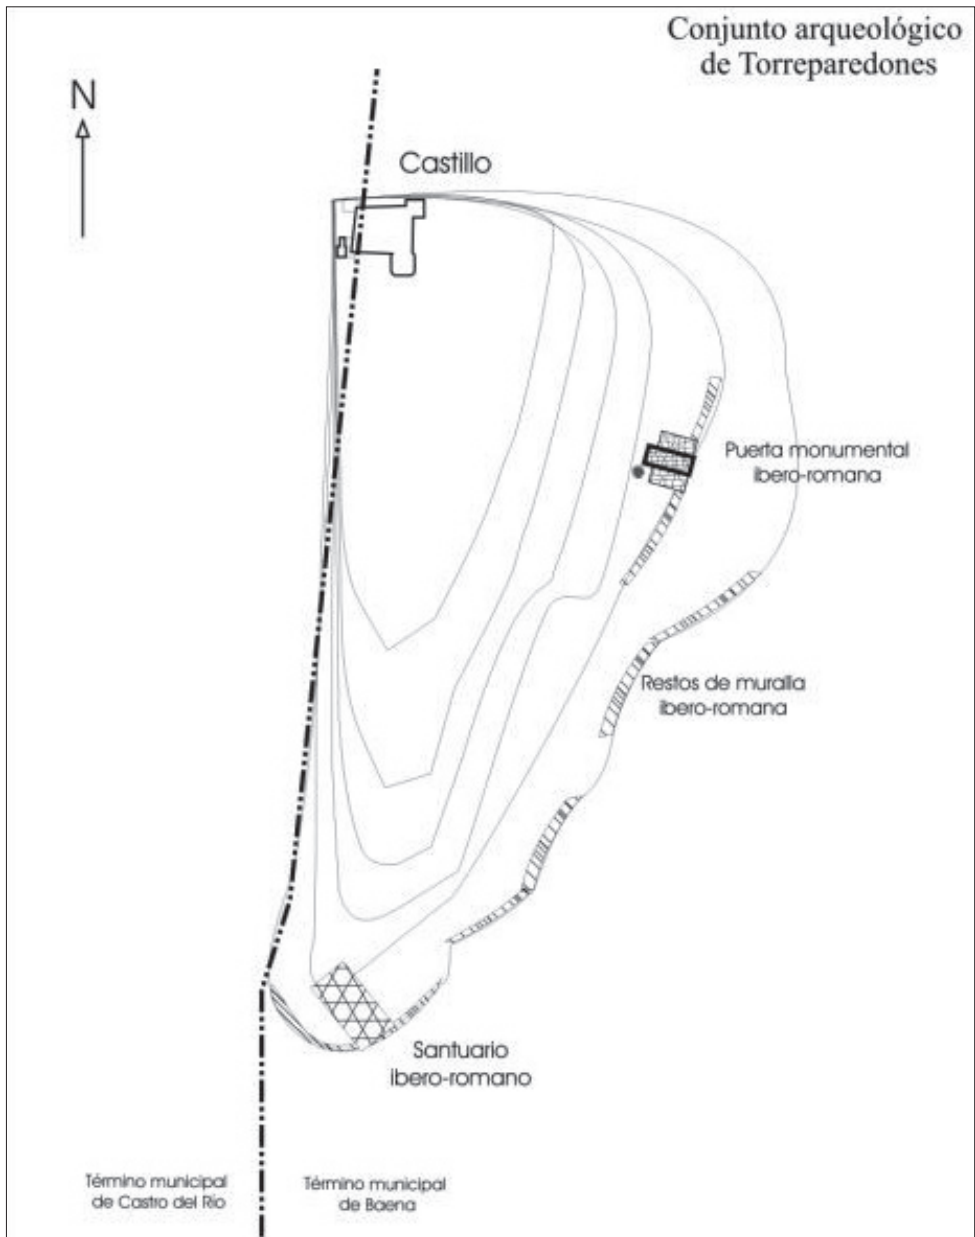 Conjunto arqueológico
de Torreparedones
N
Castillo
Puerta monumental
ibero-romana
Restos de muralla
ibero-romana
Santuario
ibero-romano
Término municipal
de Castro del Río
Término municipal
de Baena